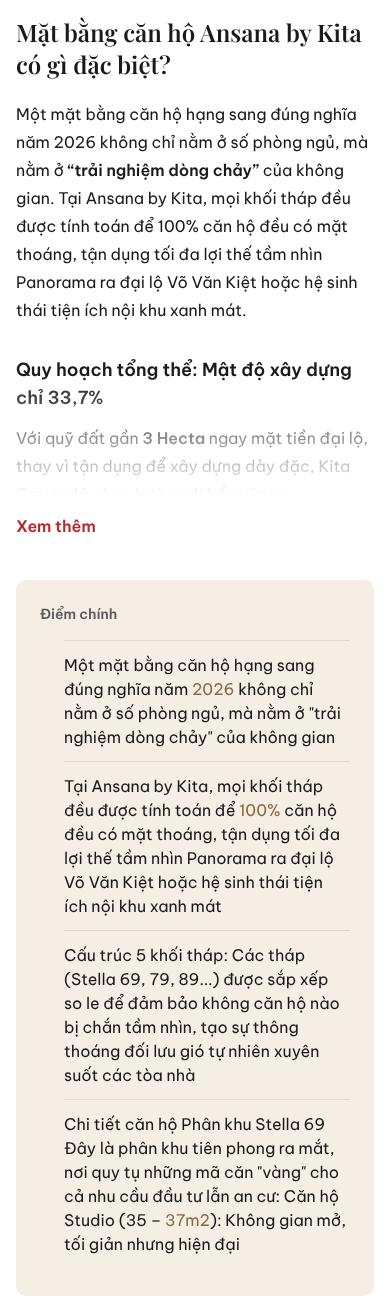 Mặt bằng căn hộ Ansana by Kita
có gì đặc biệt?
Một mặt bằng căn hộ hạng sang đúng nghĩa
năm 2026 không chỉ nằm ở số phòng ngủ, mà
nằm ở “trải nghiệm dòng chảy” của không
gian. Tại Ansana by Kita, mọi khối tháp đều
được tính toán để 100% căn hộ đều có mặt
thoáng, tận dụng tối đa lợi thế tầm nhìn
Panorama ra đại lộ Võ Văn Kiệt hoặc hệ sinh
thái tiện ích nội khu xanh mát.
Quy hoạch tổng thể: Mật độ xây dựng
chỉ 33,7%
Với quỹ đất gần 3 Hecta ngay mặt tiền đại lộ,
thay vì tận dụng để xây dựng dày đặc, Kita
Xem thêm
Điểm chính
Một mặt bằng căn hộ hạng sang
đúng nghĩa năm 2026 không chỉ
nằm ở số phòng ngủ, mà nằm ở "trải
nghiệm dòng chảy" của không gian
Tại Ansana by Kita, mọi khối tháp
đều được tính toán để 100% căn hộ
đều có mặt thoáng, tận dụng tối đa
lợi thế tầm nhìn Panorama ra đại lộ
Võ Văn Kiệt hoặc hệ sinh thái tiện
ích nội khu xanh mát
Cấu trúc 5 khối tháp: Các tháp
(Stella 69, 79, 89...) được sắp xếp
so le để đảm bảo không căn hộ nào
bị chắn tầm nhìn, tạo sự thông
thoáng đối lưu gió tự nhiên xuyên
suốt các tòa nhà
Chi tiết căn hộ Phân khu Stella 69
Đây là phân khu tiên phong ra mắt,
nơi quy tụ những mã căn "vàng" cho
cả nhu cầu đầu tư lẫn an cư: Căn hộ
Studio (35 – 37m2): Không gian mở,
tối giản nhưng hiện đại